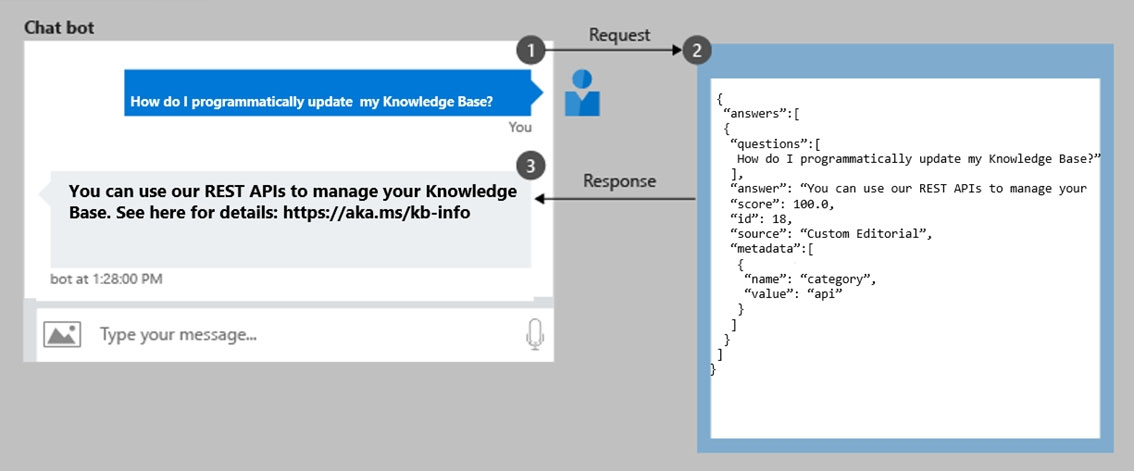 Chat bot
1
Request
2
How do I programmatically update my Knowledge Base?
You
3
Response
You can use our REST APIs to manage your Knowledge
Base. See here for details: https://aka.ms/kb-info
bot at 1:28:00 PM
Type your message...
{
“answers”:[
{
“questions”:[
How do I programmatically update my Knowledge Base?”
],
“answer”: “You can use our REST APIs to manage your
“score”: 100.0,
“id”: 18,
“source”: “Custom Editorial”,
“metadata”:[
{
“name”: “category”,
“value”: “api”
}
]
}
]
}